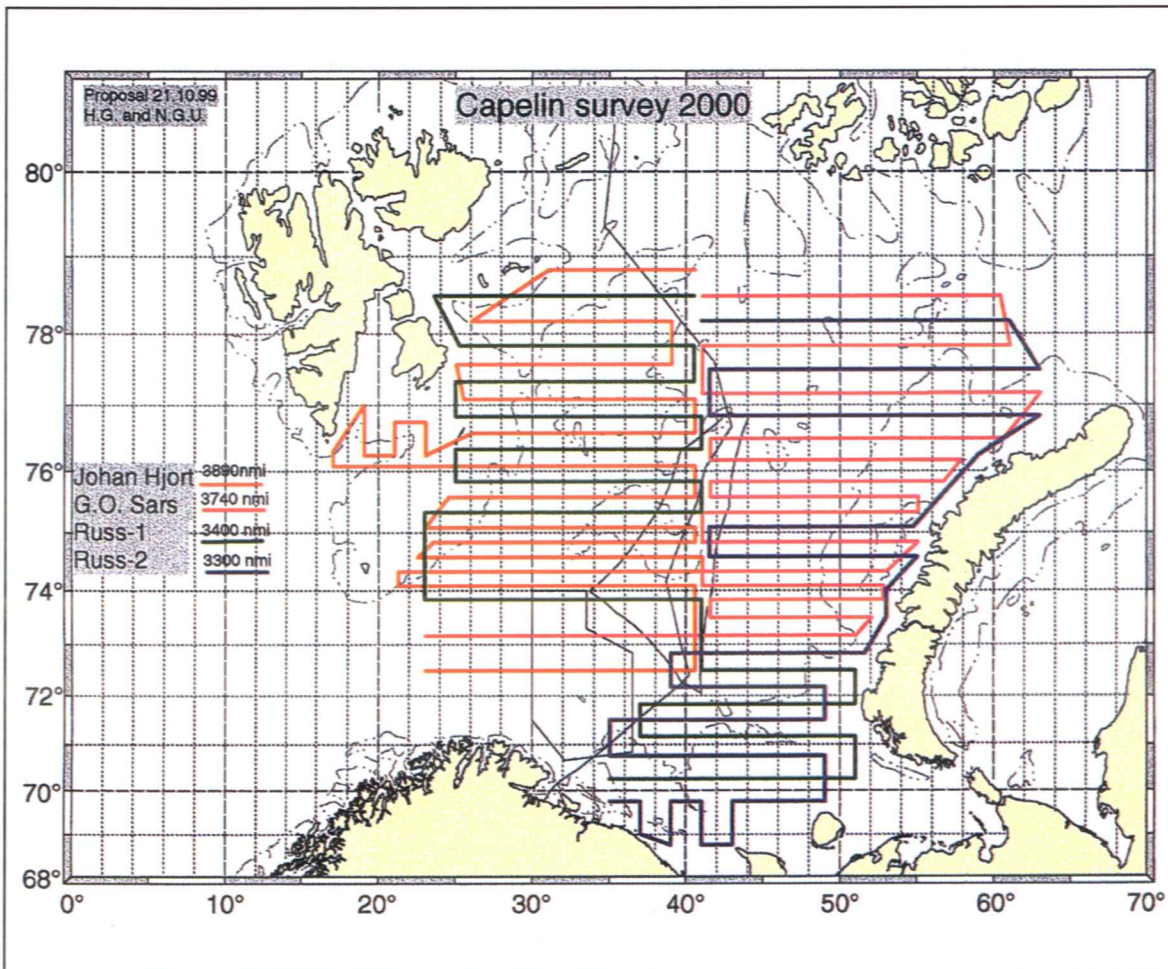 Proposal 21.10.99
H.G. and N.G.U.
Capelin survey 2000
80°
78°
76°
Johan Hjort 3890nmi
G.O. Sars 3740 nmi
Russ-1 3400 nmi
Russ-2 3300 nmi
74°
72°
70°
68°
0° 10° 20° 30° 40° 50° 60° 70°